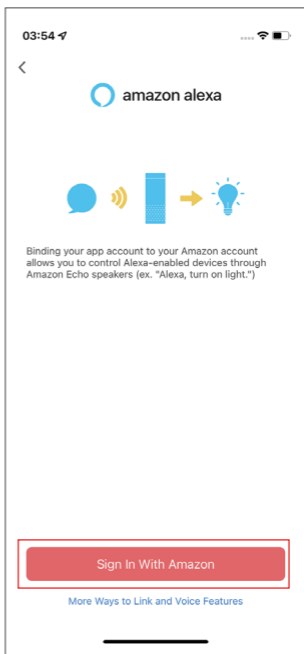 03:54
amazon alexa
Binding your app account to your Amazon account
allows you to control Alexa-enabled devices through
Amazon Echo speakers (ex. "Alexa, turn on light.")
Sign In With Amazon
More Ways to Link and Voice Features